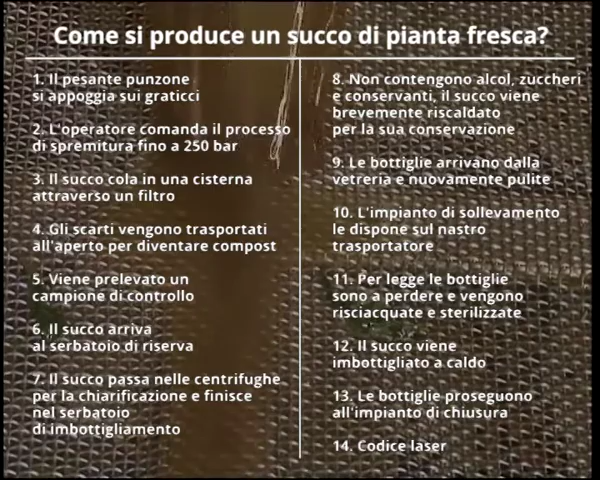 Come si produce un succo di pianta fresca?
1. Il pesante punzone
si appoggia sui graticci
2. L'operatore comanda il processo
di spremitura fino a 250 bar
3. Il succo cola in una cisterna
attraverso un filtro
4. Gli scarti vengono trasportati
all'aperto per diventare compost
5. Viene prelevato un
campione di controllo
6. Il succo arriva
al serbatoio di riserva
7. Il succo passa nelle centrifughe
per la chiarificazione e finisce
nel serbatoio
di imbottigliamento
8. Non contengono alcol, zuccheri
e conservanti, il succo viene
brevemente riscaldato
per la sua conservazione
9. Le bottiglie arrivano dalla
vetreria e nuovamente pulite
10. L'impianto di sollevamento
le dispone sul nastro
trasportatore
11. Per legge le bottiglie
sono a perdere e vengono
risciacquate e sterilizzate
12. Il succo viene
imbottigliato a caldo
13. Le bottiglie proseguono
all'impianto di chiusura
14. Codice laser